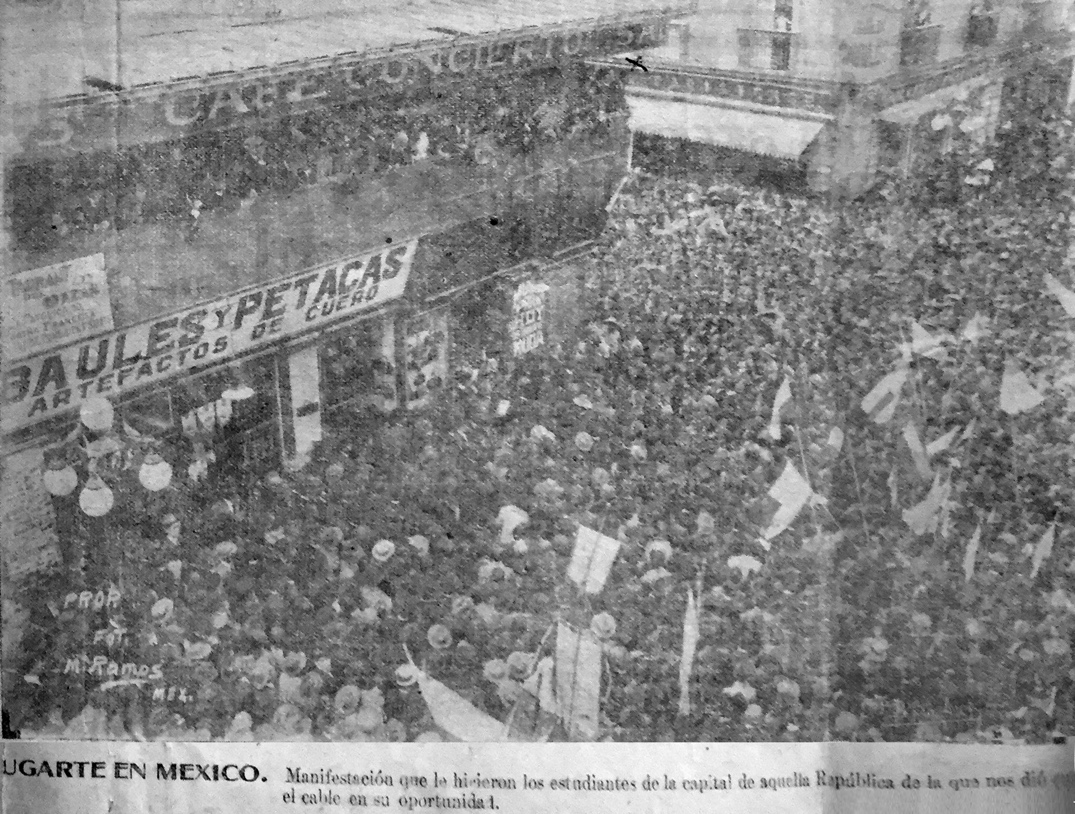 CAFE CONCIERTO
BAULES Y PETACAS
ARTEFACTOS DE CUERO
HOY
PROP.
FOT.
M. Ramos
MEX.
UGARTE EN MEXICO. Manifestación que le hicieron los estudiantes de la capital de aquella República de la que nos dió
el cable en su oportunidad.